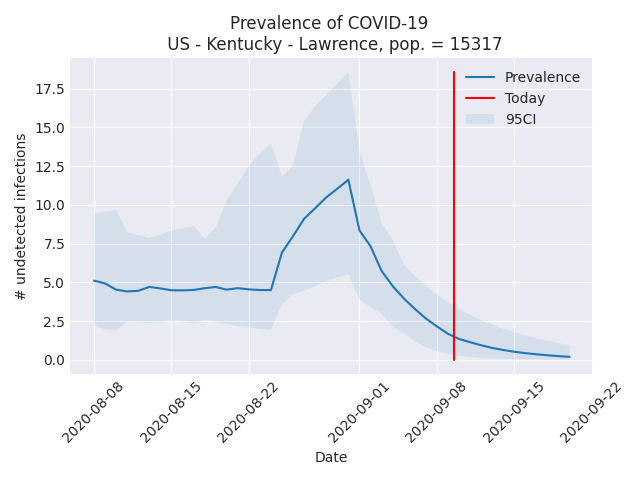 Prevalence of COVID-19
US - Kentucky - Lawrence, pop. = 15317
Prevalence
Today
95CI
# undetected infections
17.5
15.0
12.5
10.0
7.5
5.0
2.5
0.0
2020-08-08
2020-08-15
2020-08-22
2020-09-01
2020-09-08
2020-09-15
2020-09-22
Date